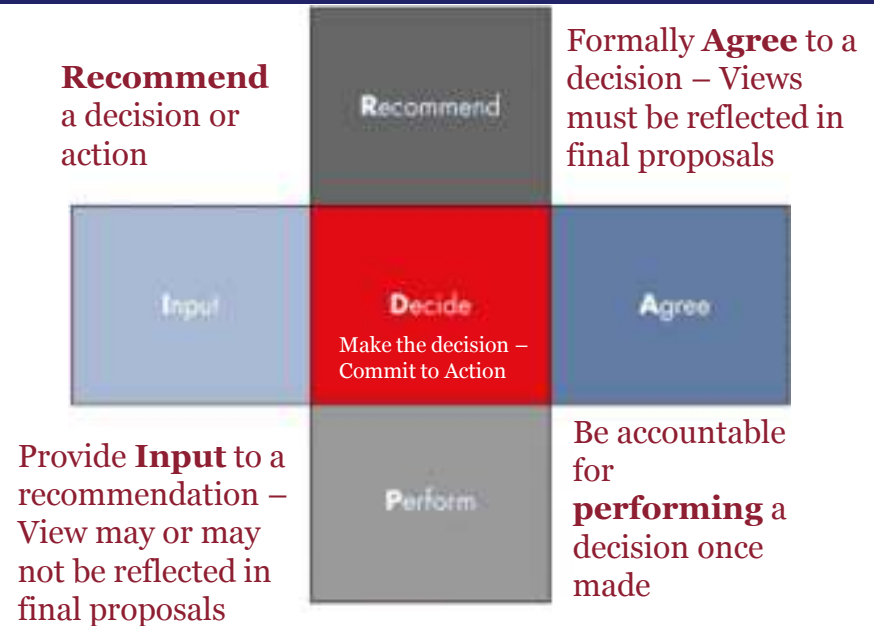 Recommend
a decision or
action
Recommend
Formally Agree to a
decision – Views
must be reflected in
final proposals
Input
Decide
Make the decision –
Commit to Action
Agree
Provide Input to a
recommendation –
View may or may
not be reflected in
final proposals
Perform
Be accountable
for
performing a
decision once
made